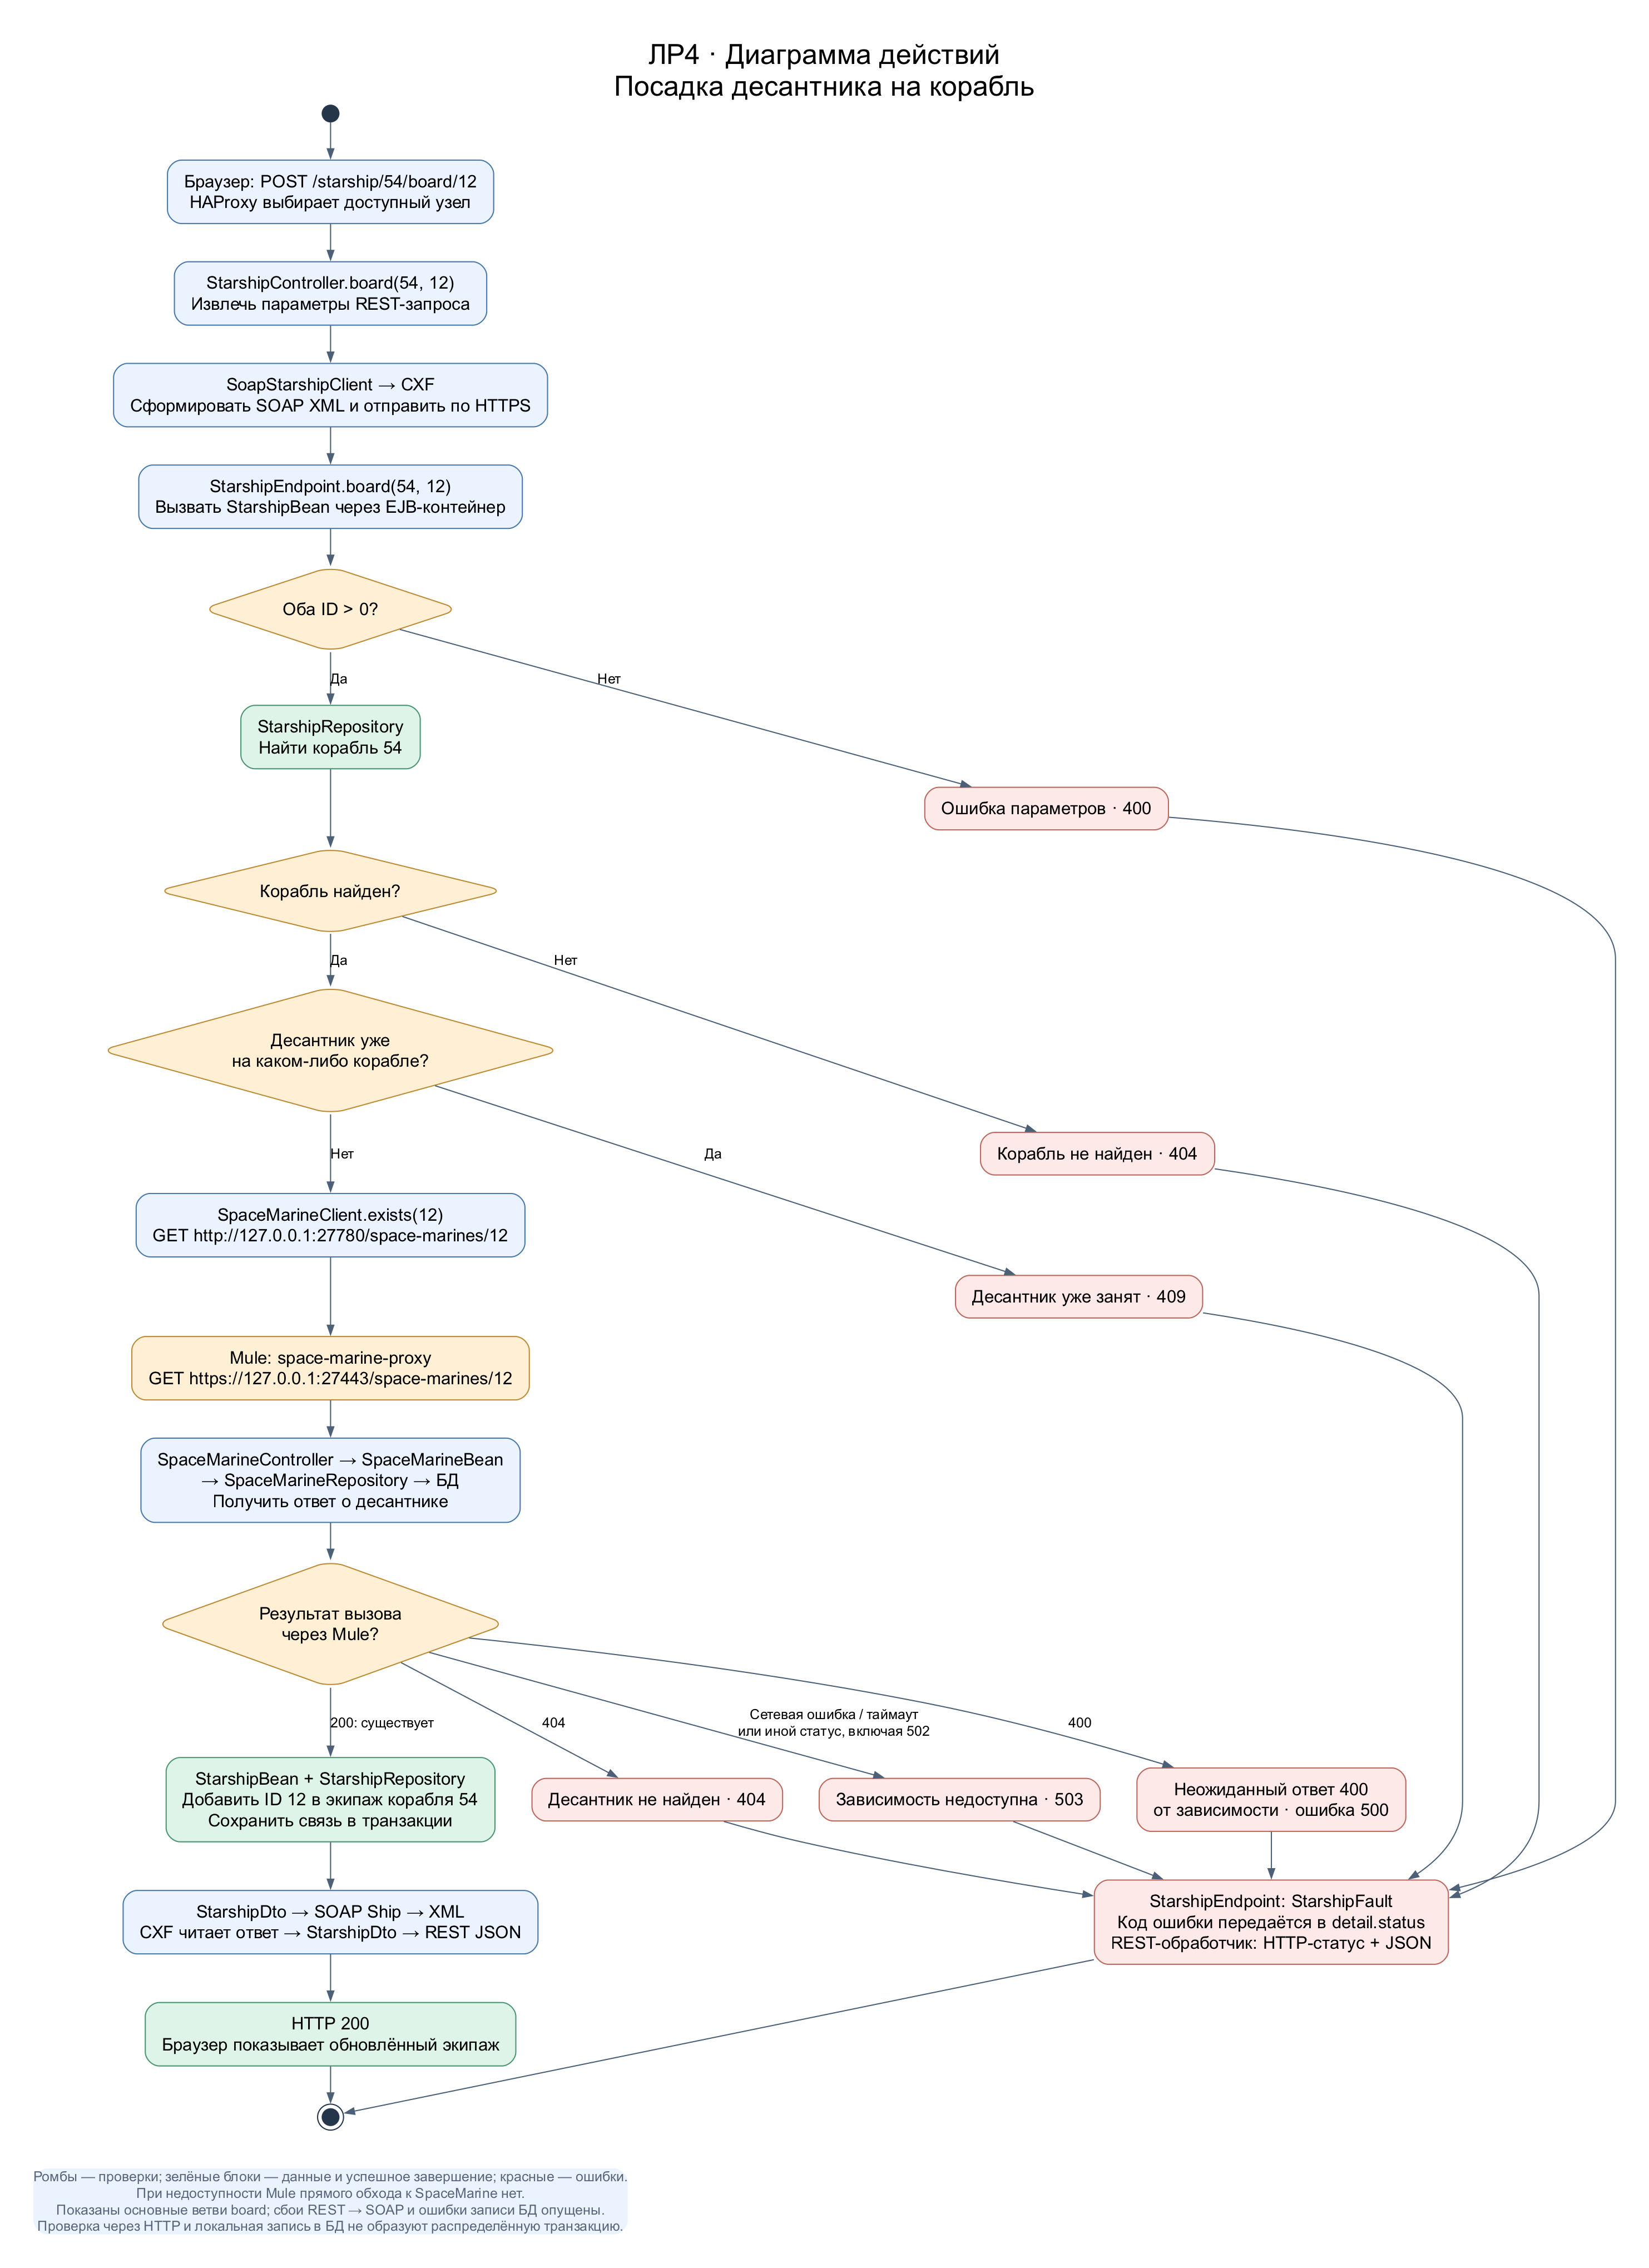 ЛР4 · Диаграмма действий
Посадка десантника на корабль
Браузер: POST /starship/54/board/12
HAProxy выбирает доступный узел
StarshipController.board(54, 12)
Извлечь параметры REST-запроса
SoapStarshipClient → CXF
Сформировать SOAP XML и отправить по HTTPS
StarshipEndpoint.board(54, 12)
Вызвать StarshipBean через EJB-контейнер
Оба ID > 0?
Да
Нет
StarshipRepository
Найти корабль 54
Ошибка параметров · 400
Корабль найден?
Да
Нет
Десантник уже
на каком-либо корабле?
Нет
Да
Корабль не найден · 404
SpaceMarineClient.exists(12)
GET http://127.0.0.1:27780/space-marines/12
Десантник уже занят · 409
Mule: space-marine-proxy
GET https://127.0.0.1:27443/space-marines/12
SpaceMarineController → SpaceMarineBean
→ SpaceMarineRepository → БД
Получить ответ о десантнике
Результат вызова
через Mule?
200: существует
404
Сетевая ошибка / таймаут
или иной статус, включая 502
400
StarshipBean + StarshipRepository
Добавить ID 12 в экипаж корабля 54
Сохранить связь в транзакции
Десантник не найден · 404
Зависимость недоступна · 503
Неожиданный ответ 400
от зависимости · ошибка 500
StarshipDto → SOAP Ship → XML
CXF читает ответ → StarshipDto → REST JSON
StarshipEndpoint: StarshipFault
Код ошибки передаётся в detail.status
REST-обработчик: HTTP-статус + JSON
HTTP 200
Браузер показывает обновлённый экипаж
Ромбы — проверки; зелёные блоки — данные и успешное завершение; красные — ошибки.
При недоступности Mule прямого обхода к SpaceMarine нет.
Показаны основные ветви board; сбои REST → SOAP и ошибки записи БД опущены.
Проверка через HTTP и локальная запись в БД не образуют распределённую транзакцию.